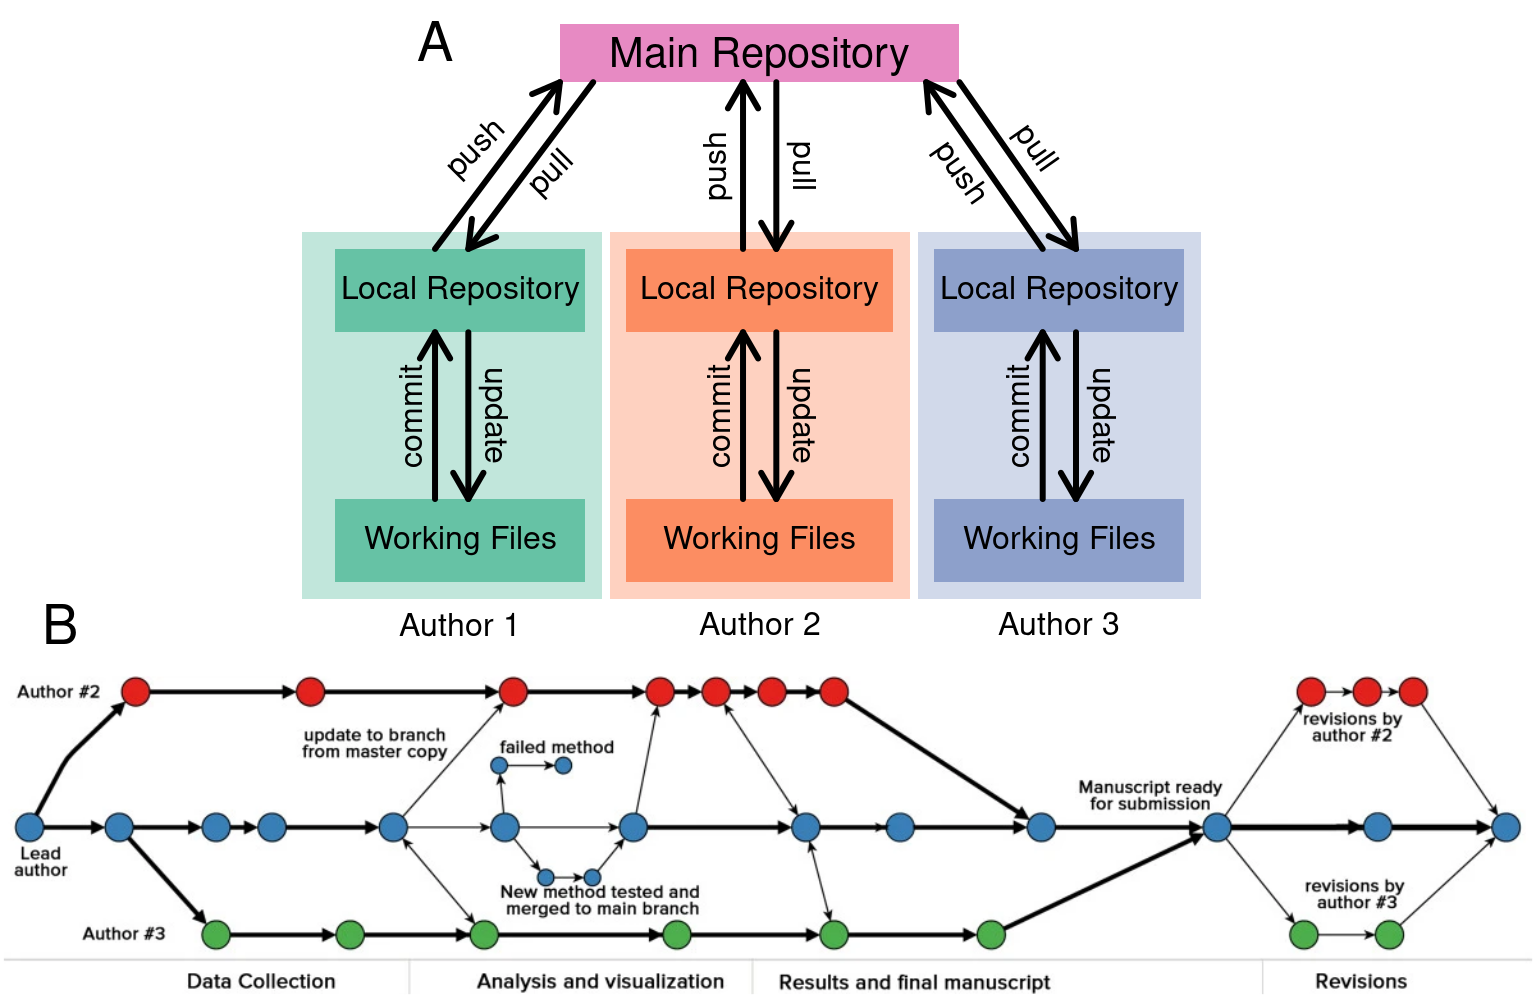 A
Main Repository
push
pull
push
pull
push
pull
Local Repository
Local Repository
Local Repository
commit
update
commit
update
commit
update
Working Files
Working Files
Working Files
Author 1
Author 2
Author 3
B
Author #2
update to branch
from master copy
failed method
revisions by
author #2
Manuscript ready
for submission
Lead
author
New method tested and
merged to main branch
revisions by
author #3
Author #3
Data Collection
Analysis and visualization
Results and final manuscript
Revisions